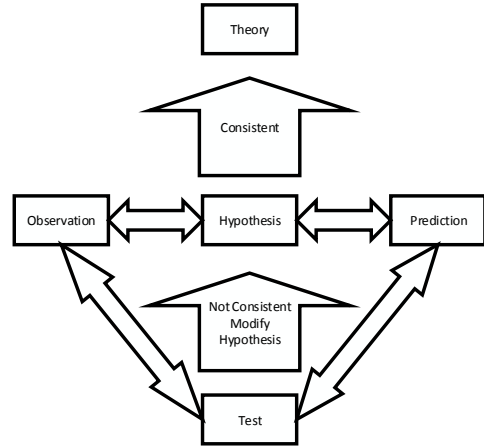 Theory
Consistent
Observation
Hypothesis
Prediction
Not Consistent
Modify
Hypothesis
Test